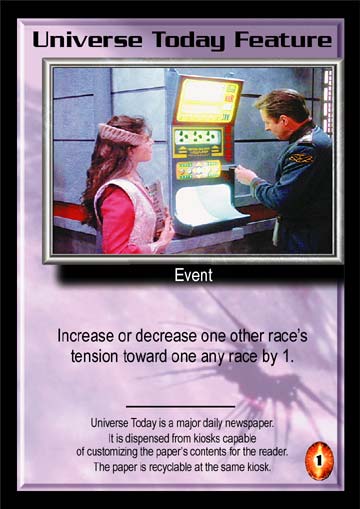 Universe Today Feature
Event
Increase or decrease one other race's
tension toward one any race by 1.
Universe Today is a major daily newspaper.
It is dispensed from kiosks capable
of customizing the paper's contents for the reader.
The paper is recyclable at the same kiosk.
1